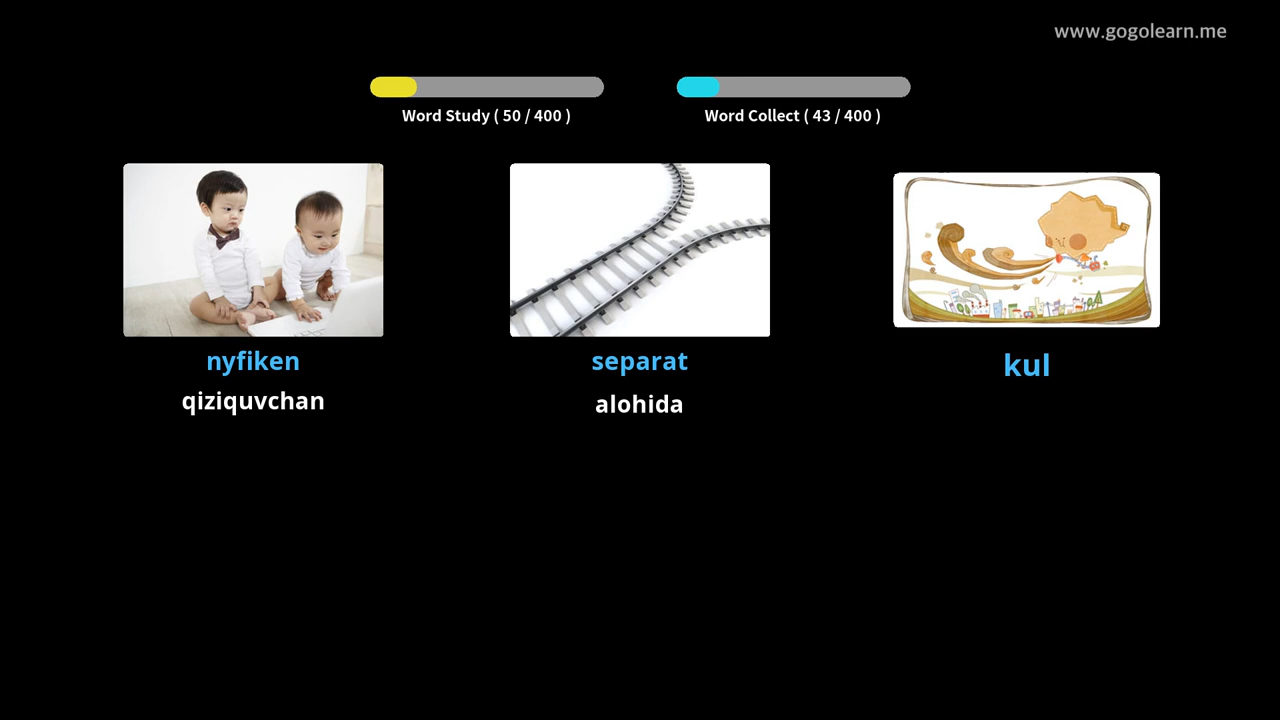 www.gogolearn.me
Word Study ( 50 / 400 )
Word Collect ( 43 / 400 )
nyfiken
qiziquvchan
separat
alohida
kul